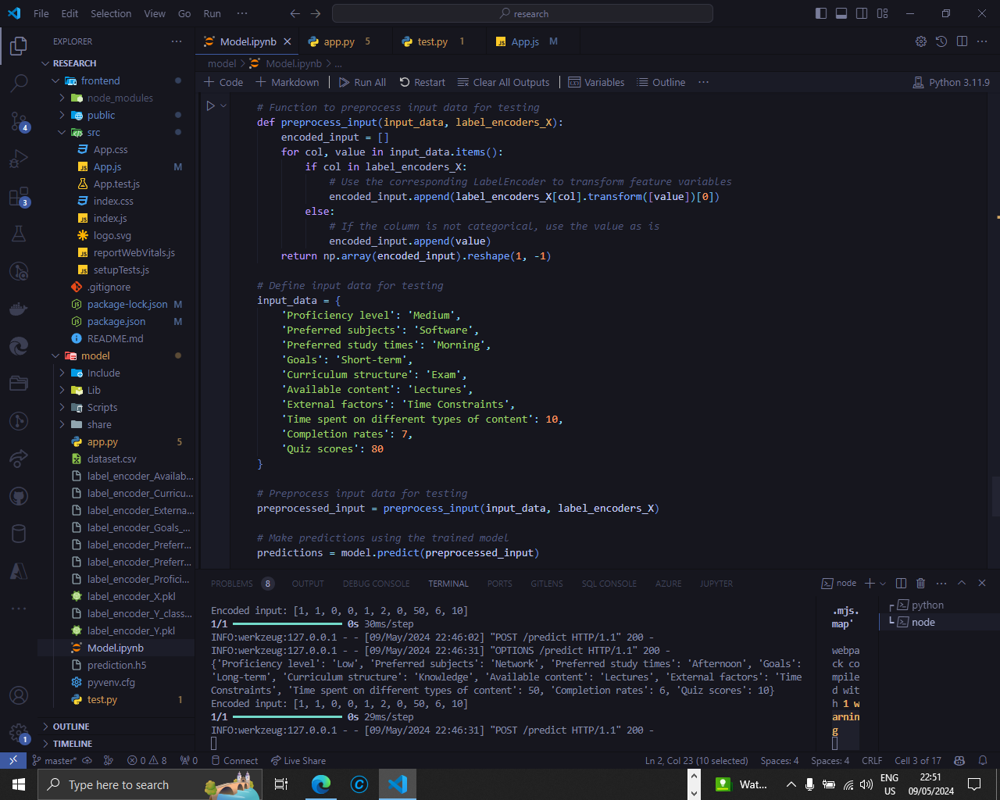 File Edit Selection View Go Run ···
research
EXPLORER
RESEARCH
frontend
node_modules
public
src
App.css
App.js M
App.test.js
index.css
index.js
logo.svg
reportWebVitals.js
setupTests.js
.gitignore
package-lock.json M
package.json M
README.md
model
Include
Lib
Scripts
share
app.py 5
dataset.csv
label_encoder_Availab...
label_encoder_Curricu...
label_encoder_Externa...
label_encoder_Goals_...
label_encoder_Preferr...
label_encoder_Preferr...
label_encoder_Profici...
label_encoder_X.pkl
label_encoder_Y_class...
label_encoder_Y.pkl
Model.ipynb
prediction.h5
pyvenv.cfg
test.py 1
OUTLINE
TIMELINE
4
3
1
Model.ipynb app.py 5 test.py 1 App.js M
model > Model.ipynb > ...
Code Markdown Run All Restart Clear All Outputs Variables Outline ··· Python 3.11.9
# Function to preprocess input data for testing
def preprocess_input(input_data, label_encoders_X):
encoded_input = []
for col, value in input_data.items():
if col in label_encoders_X:
# Use the corresponding LabelEncoder to transform feature variables
encoded_input.append(label_encoders_X[col].transform([value])[0])
else:
# If the column is not categorical, use the value as is
encoded_input.append(value)
return np.array(encoded_input).reshape(1, -1)
# Define input data for testing
input_data = {
'Proficiency level': 'Medium',
'Preferred subjects': 'Software',
'Preferred study times': 'Morning',
'Goals': 'Short-term',
'Curriculum structure': 'Exam',
'Available content': 'Lectures',
'External factors': 'Time Constraints',
'Time spent on different types of content': 10,
'Completion rates': 7,
'Quiz scores': 80
}
# Preprocess input data for testing
preprocessed_input = preprocess_input(input_data, label_encoders_X)
# Make predictions using the trained model
predictions = model.predict(preprocessed_input)
PROBLEMS 8 OUTPUT DEBUG CONSOLE TERMINAL PORTS GITLENS SQL CONSOLE AZURE JUPYTER node
Encoded input: [1, 1, 0, 0, 1, 2, 0, 50, 6, 10]
1/1 0s 30ms/step
INFO:werkzeug:127.0.0.1 - - [09/May/2024 22:46:02] "POST /predict HTTP/1.1" 200 -
INFO:werkzeug:127.0.0.1 - - [09/May/2024 22:46:31] "OPTIONS /predict HTTP/1.1" 200 -
{'Proficiency level': 'Low', 'Preferred subjects': 'Network', 'Preferred study times': 'Afternoon', 'Goals':
'Long-term', 'Curriculum structure': 'Knowledge', 'Available content': 'Lectures', 'External factors': 'Time
Constraints', 'Time spent on different types of content': 50, 'Completion rates': 6, 'Quiz scores': 10}
Encoded input: [1, 1, 0, 0, 1, 2, 0, 50, 6, 10]
1/1 0s 29ms/step
INFO:werkzeug:127.0.0.1 - - [09/May/2024 22:46:31] "POST /predict HTTP/1.1" 200 -
.mjs.
map'
webpa
ck co
mpile
d wit
h 1 w
arnin
g
python
node
master* 0 8 0 Connect Live Share Ln 2, Col 23 (10 selected) Spaces: 4 Spaces: 4 CRLF Cell 3 of 17
Type here to search
Wat...
ENG
US
22:51
09/05/2024